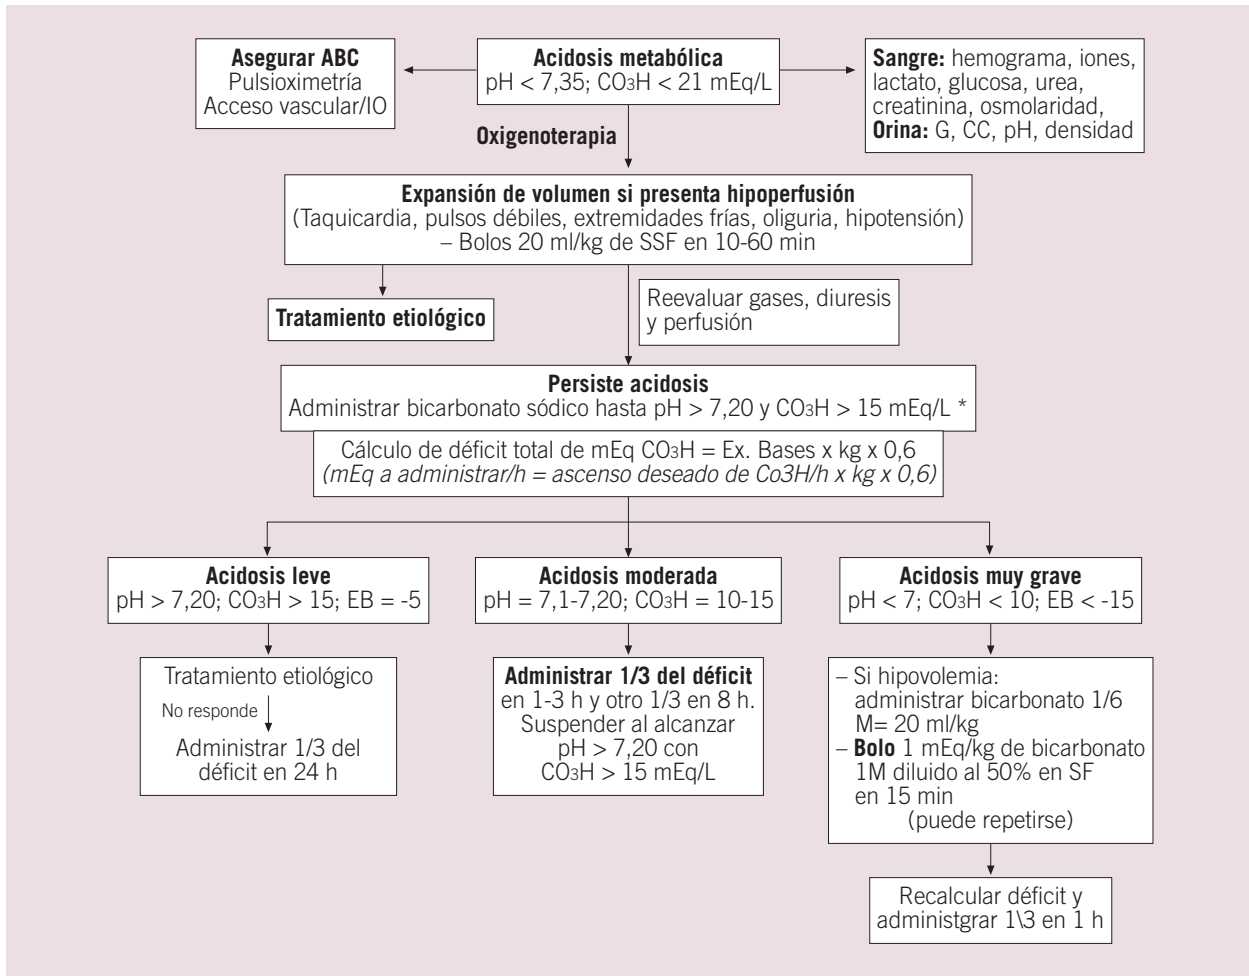 Asegurar ABC
Pulsioximetría
Acceso vascular/IO
Acidosis metabólica
pH < 7,35; CO3H < 21 mEq/L
Sangre: hemograma, iones,
lactato, glucosa, urea,
creatinina, osmolaridad,
Orina: G, CC, pH, densidad
Oxigenoterapia
Expansión de volumen si presenta hipoperfusión
(Taquicardia, pulsos débiles, extremidades frías, oliguria, hipotensión)
– Bolos 20 ml/kg de SSF en 10-60 min
Tratamiento etiológico
Reevaluar gases, diuresis
y perfusión
Persiste acidosis
Administrar bicarbonato sódico hasta pH > 7,20 y CO3H > 15 mEq/L *
Cálculo de déficit total de mEq CO3H = Ex. Bases x kg x 0,6
(mEq a administrar/h = ascenso deseado de Co3H/h x kg x 0,6)
Acidosis leve
pH > 7,20; CO3H > 15; EB = -5
Acidosis moderada
pH = 7,1-7,20; CO3H = 10-15
Acidosis muy grave
pH < 7; CO3H < 10; EB < -15
Tratamiento etiológico
No responde
Administrar 1/3 del
déficit en 24 h
Administrar 1/3 del déficit
en 1-3 h y otro 1/3 en 8 h.
Suspender al alcanzar
pH > 7,20 con
CO3H > 15 mEq/L
– Si hipovolemia:
administrar bicarbonato 1/6
M= 20 ml/kg
– Bolo 1 mEq/kg de bicarbonato
1M diluido al 50% en SF
en 15 min
(puede repetirse)
Recalcular déficit y
administgrar 1\3 en 1 h